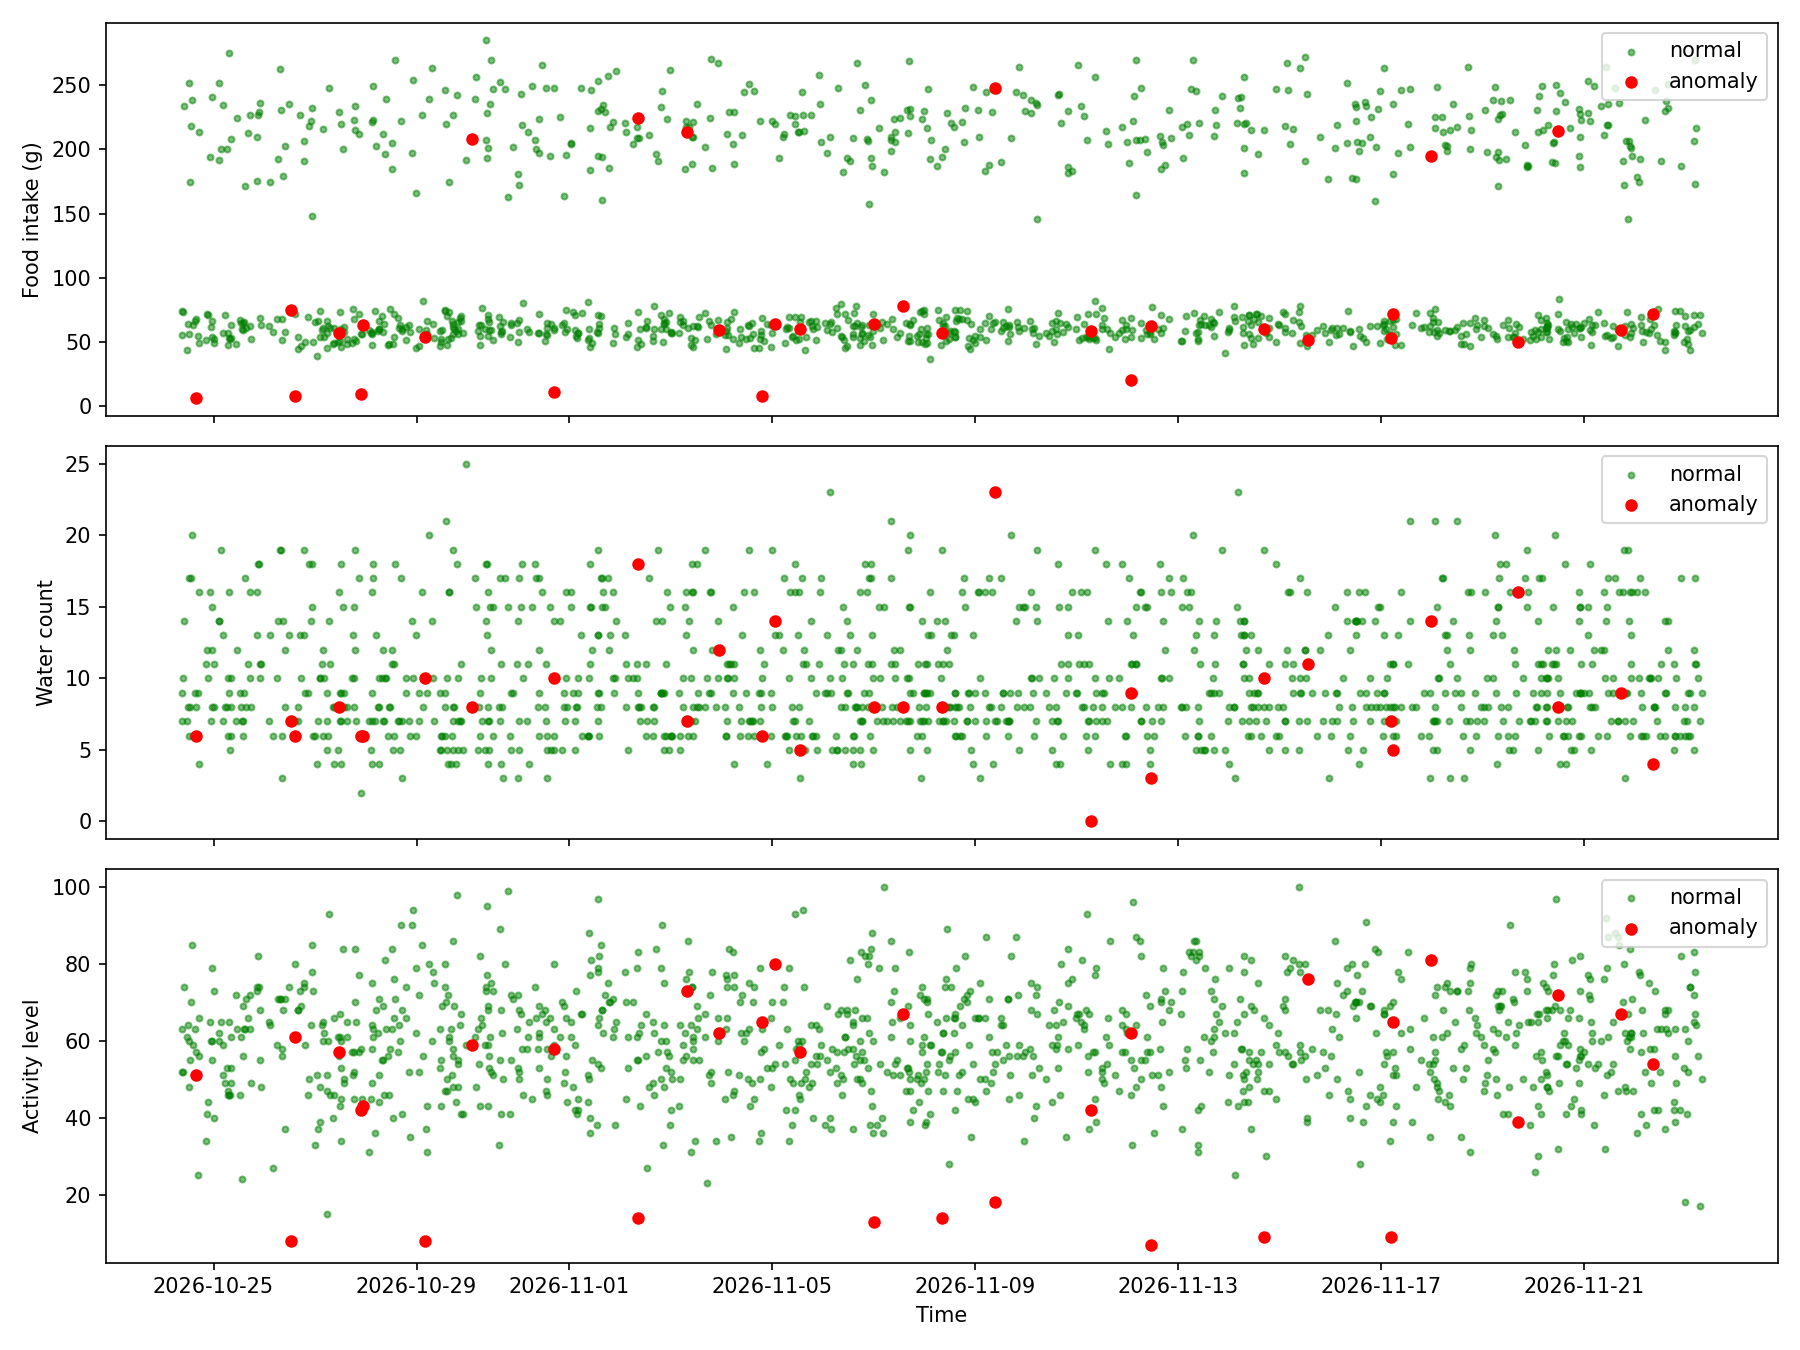 Food intake (g)
250
200
150
100
50
0
normal
anomaly
Water count
25
20
15
10
5
0
normal
anomaly
Activity level
100
80
60
40
20
normal
anomaly
2026-10-25 2026-10-29 2026-11-01 2026-11-05 2026-11-09 2026-11-13 2026-11-17 2026-11-21
Time